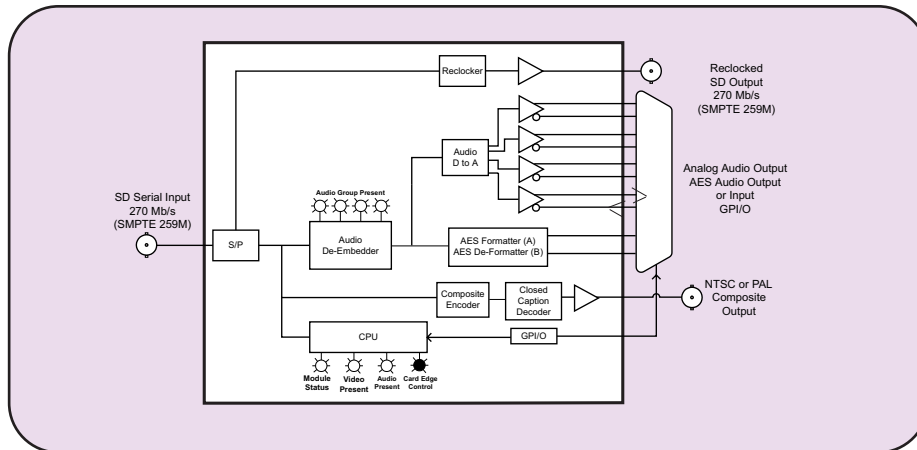 Reclocker
Reclocked
SD Output
270 Mb/s
(SMPTE 259M)
Audio
D to A
Analog Audio Output
AES Audio Output
or Input
GPI/O
SD Serial Input
270 Mb/s
(SMPTE 259M)
Audio Group Present
S/P
Audio
De-Embedder
AES Formatter (A)
AES De-Formatter (B)
Composite
Encoder
Closed
Caption
Decoder
NTSC or PAL
Composite
Output
CPU
GPI/O
Module
Status
Video
Present
Audio
Present
Card Edge
Control